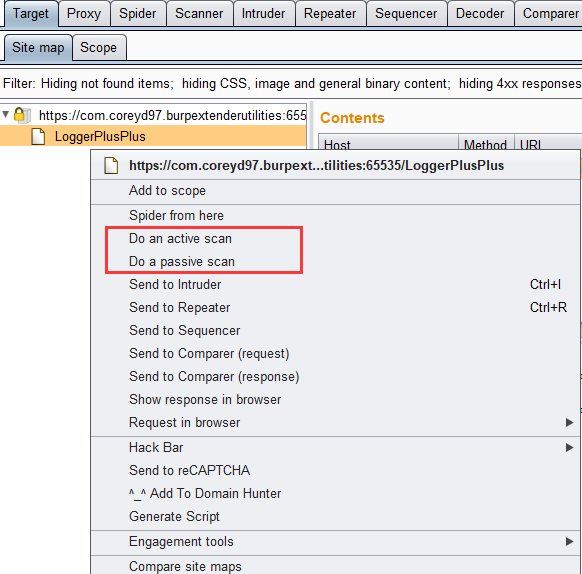 Target Proxy Spider Scanner Intruder Repeater Sequencer Decoder Comparer
Site map Scope
Filter: Hiding not found items; hiding CSS, image and general binary content; hiding 4xx responses
https://com.coreyd97.burpextenderutilities:655
LoggerPlusPlus
Contents
Host Method URL
https://com.coreyd97.burpext...tilities:65535/LoggerPlusPlus
Add to scope
Spider from here
Do an active scan
Do a passive scan
Send to Intruder Ctrl+I
Send to Repeater Ctrl+R
Send to Sequencer
Send to Comparer (request)
Send to Comparer (response)
Show response in browser
Request in browser
Hack Bar
Send to reCAPTCHA
^_^ Add To Domain Hunter
Generate Script
Engagement tools
Compare site maps